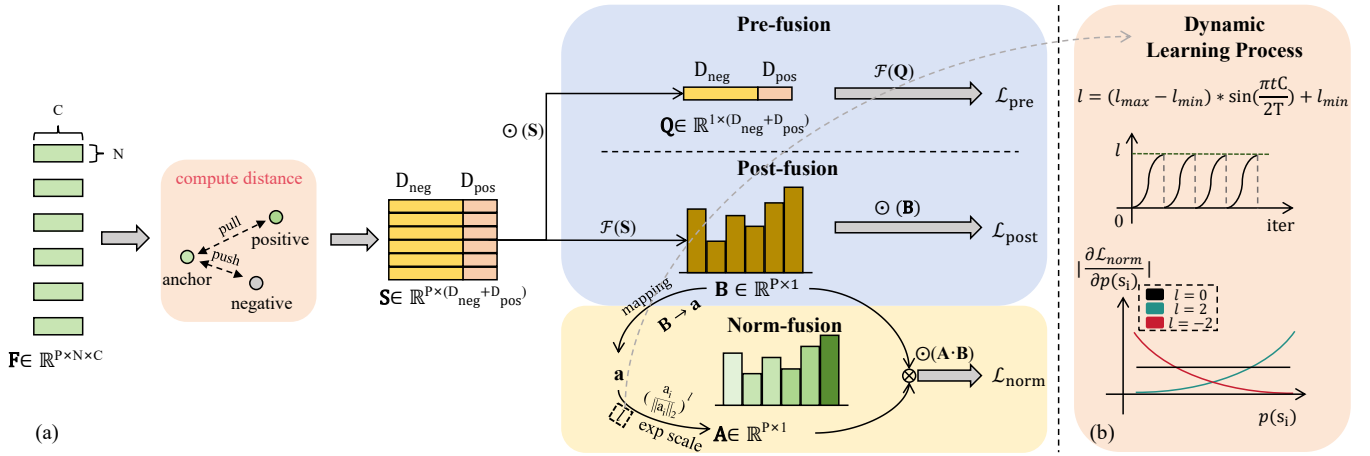 C
N
F∈ ℝ^{P×N×C}
(a)
compute distance
pull
positive
push
anchor
negative
D_neg D_pos
S∈ ℝ^{P×(D_neg+D_pos)}
⊙ (S)
ℱ(S)
Pre-fusion
D_neg D_pos
Q∈ ℝ^{1×(D_neg+D_pos)}
ℱ(Q)
ℒ_pre
Post-fusion
B ∈ ℝ^{P×1}
⊙ (B)
ℒ_post
mapping
B → a
Norm-fusion
a
(a_i/‖a_i‖_2)^l
l
exp scale
A∈ ℝ^{P×1}
⊗
⊙(A·B)
ℒ_norm
Dynamic
Learning Process
l = (l_max − l_min) ∗ sin(πtC/2T) + l_min
l
0
iter
|∂ℒ_norm/∂p(s_i)|
l = 0
l = 2
l = −2
p(s_i)
(b)